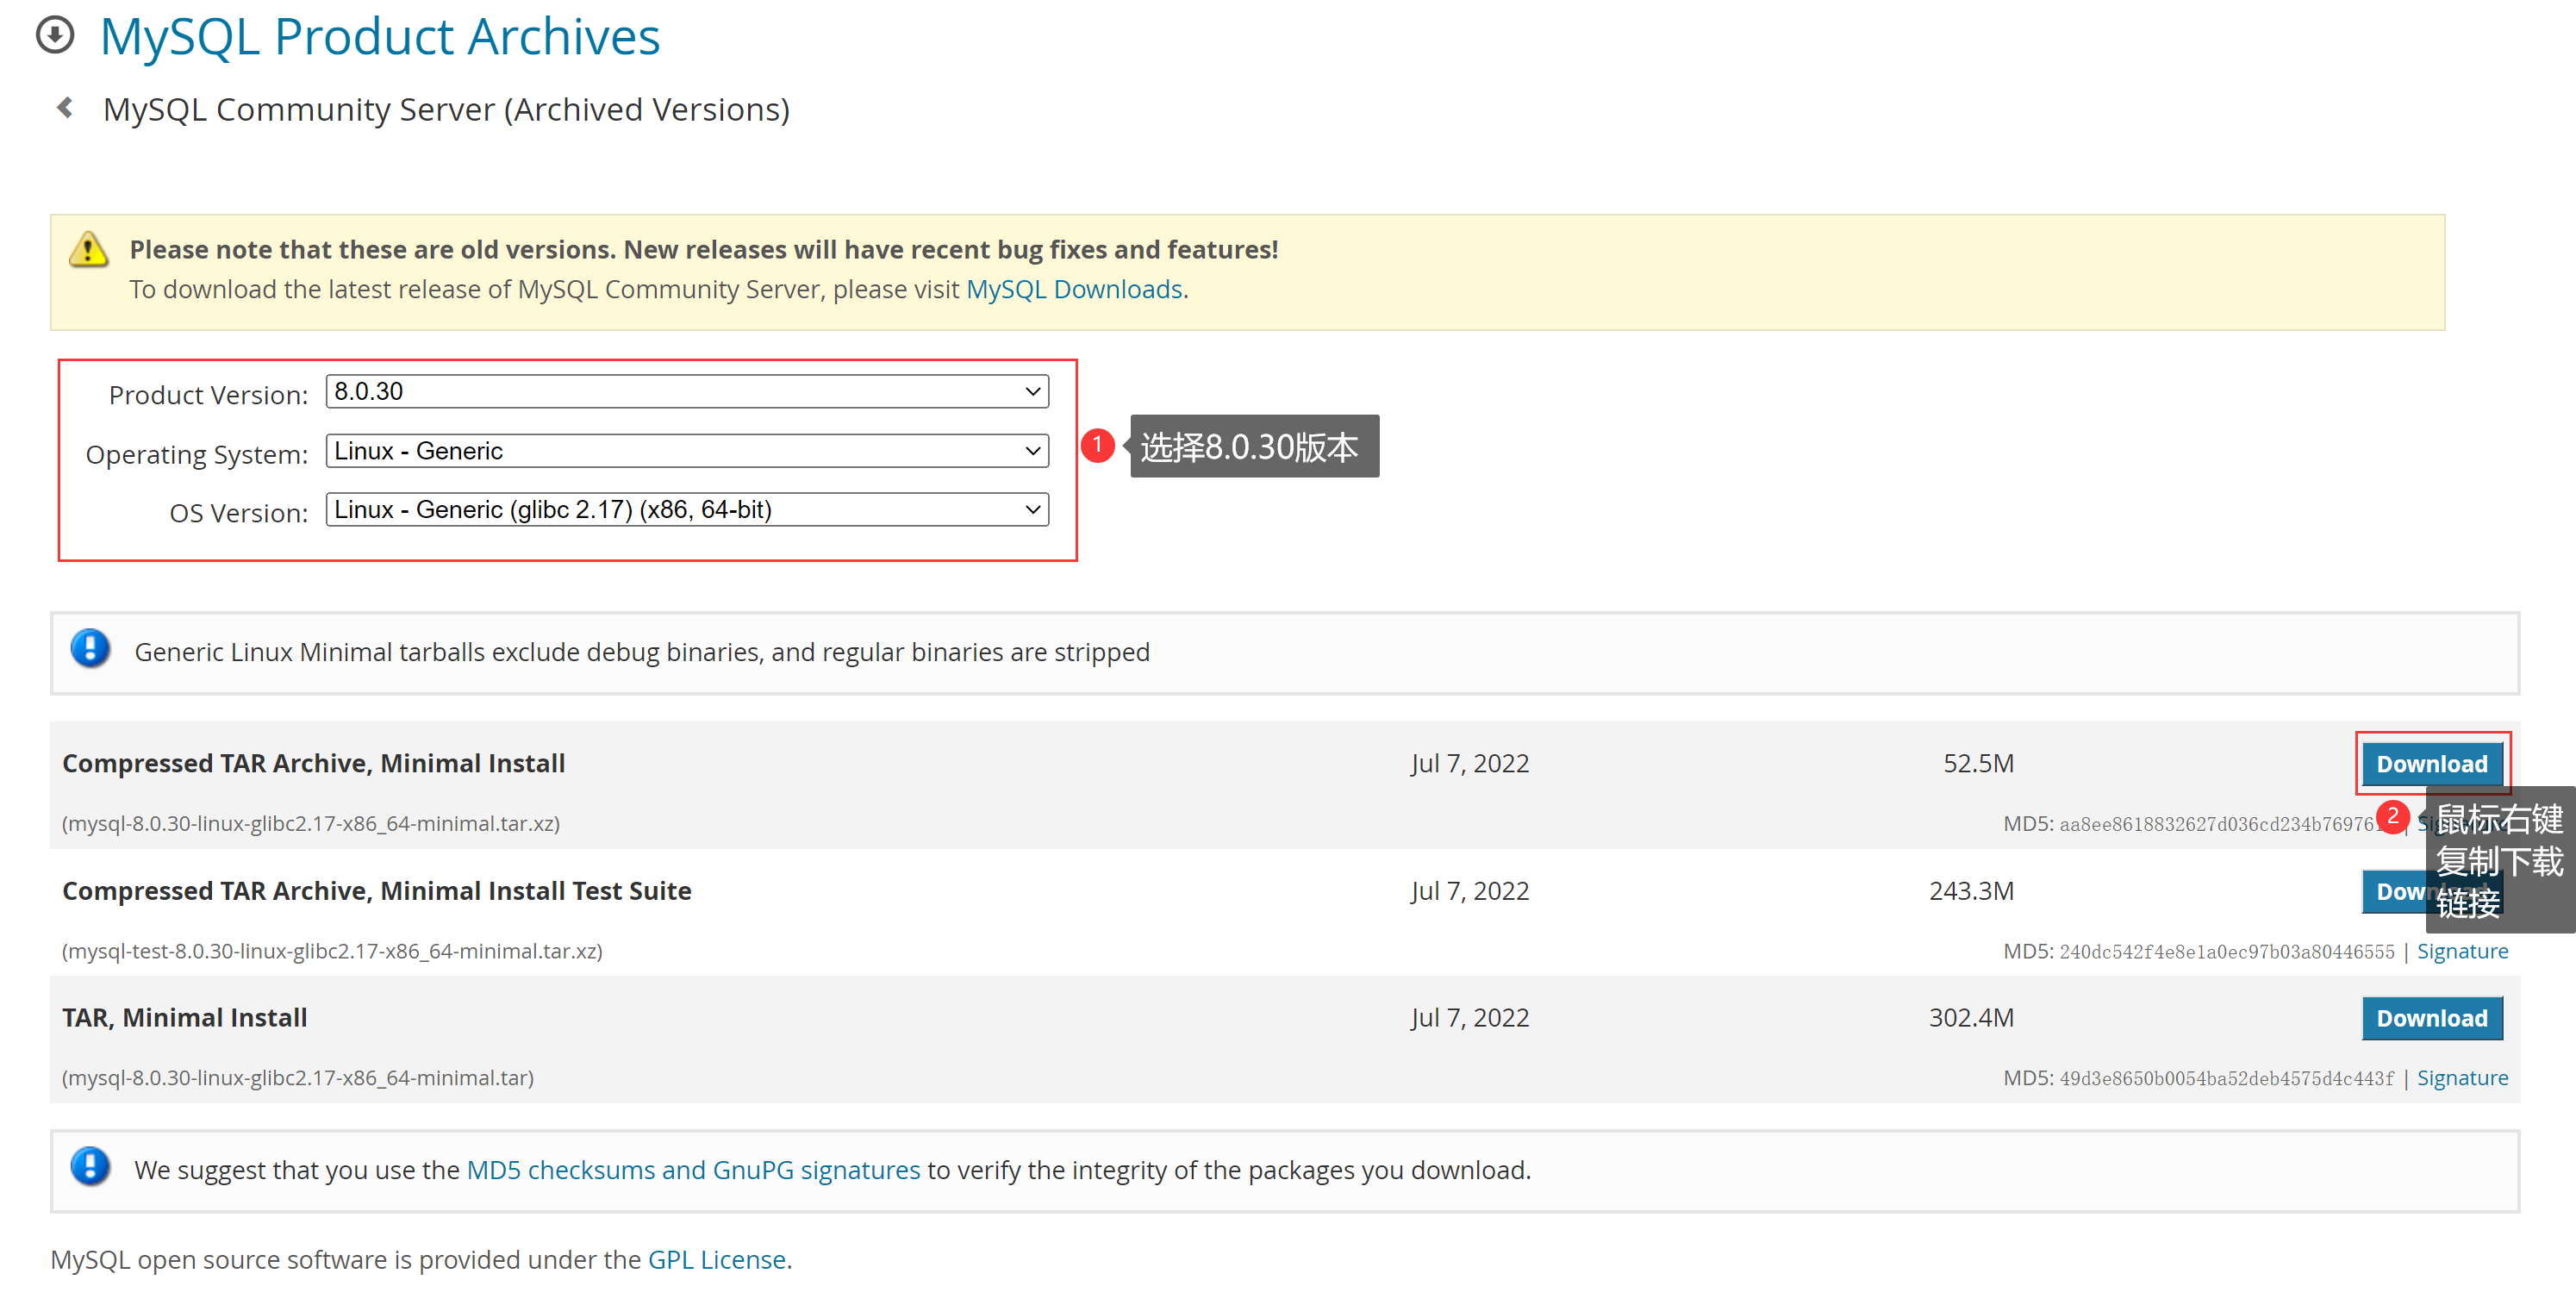 MySQL Product Archives
MySQL Community Server (Archived Versions)
Please note that these are old versions. New releases will have recent bug fixes and features!
To download the latest release of MySQL Community Server, please visit MySQL Downloads.
Product Version: 8.0.30
Operating System: Linux - Generic
1 选择8.0.30版本
OS Version: Linux - Generic (glibc 2.17) (x86, 64-bit)
Generic Linux Minimal tarballs exclude debug binaries, and regular binaries are stripped
Compressed TAR Archive, Minimal Install Jul 7, 2022 52.5M Download
(mysql-8.0.30-linux-glibc2.17-x86_64-minimal.tar.xz) MD5:
2 鼠标右键
复制下载
链接
Compressed TAR Archive, Minimal Install Test Suite Jul 7, 2022 243.3M
(mysql-test-8.0.30-linux-glibc2.17-x86_64-minimal.tar.xz) MD5: 240dc542f4e8e1a0ec97b03a80446555 | Signature
TAR, Minimal Install Jul 7, 2022 302.4M Download
(mysql-8.0.30-linux-glibc2.17-x86_64-minimal.tar) MD5: 49d3e8650b0054ba52deb4575d4c443f | Signature
We suggest that you use the MD5 checksums and GnuPG signatures to verify the integrity of the packages you download.
MySQL open source software is provided under the GPL License.